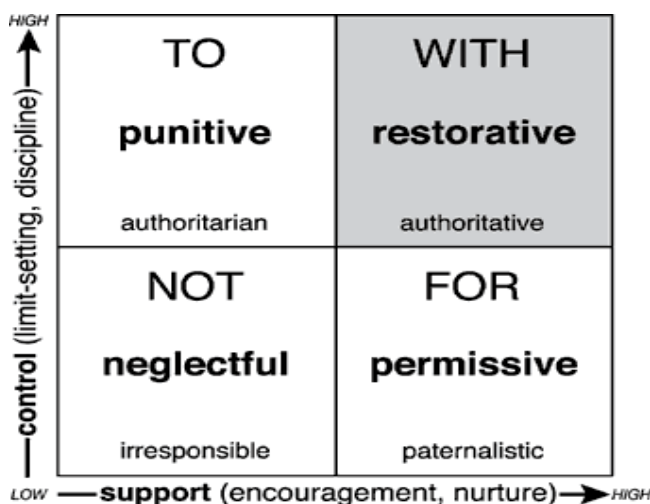 HIGH
TO
punitive
authoritarian
WITH
restorative
authoritative
NOT
neglectful
irresponsible
FOR
permissive
paternalistic
control (limit-setting, discipline)
LOW
support (encouragement, nurture)
HIGH